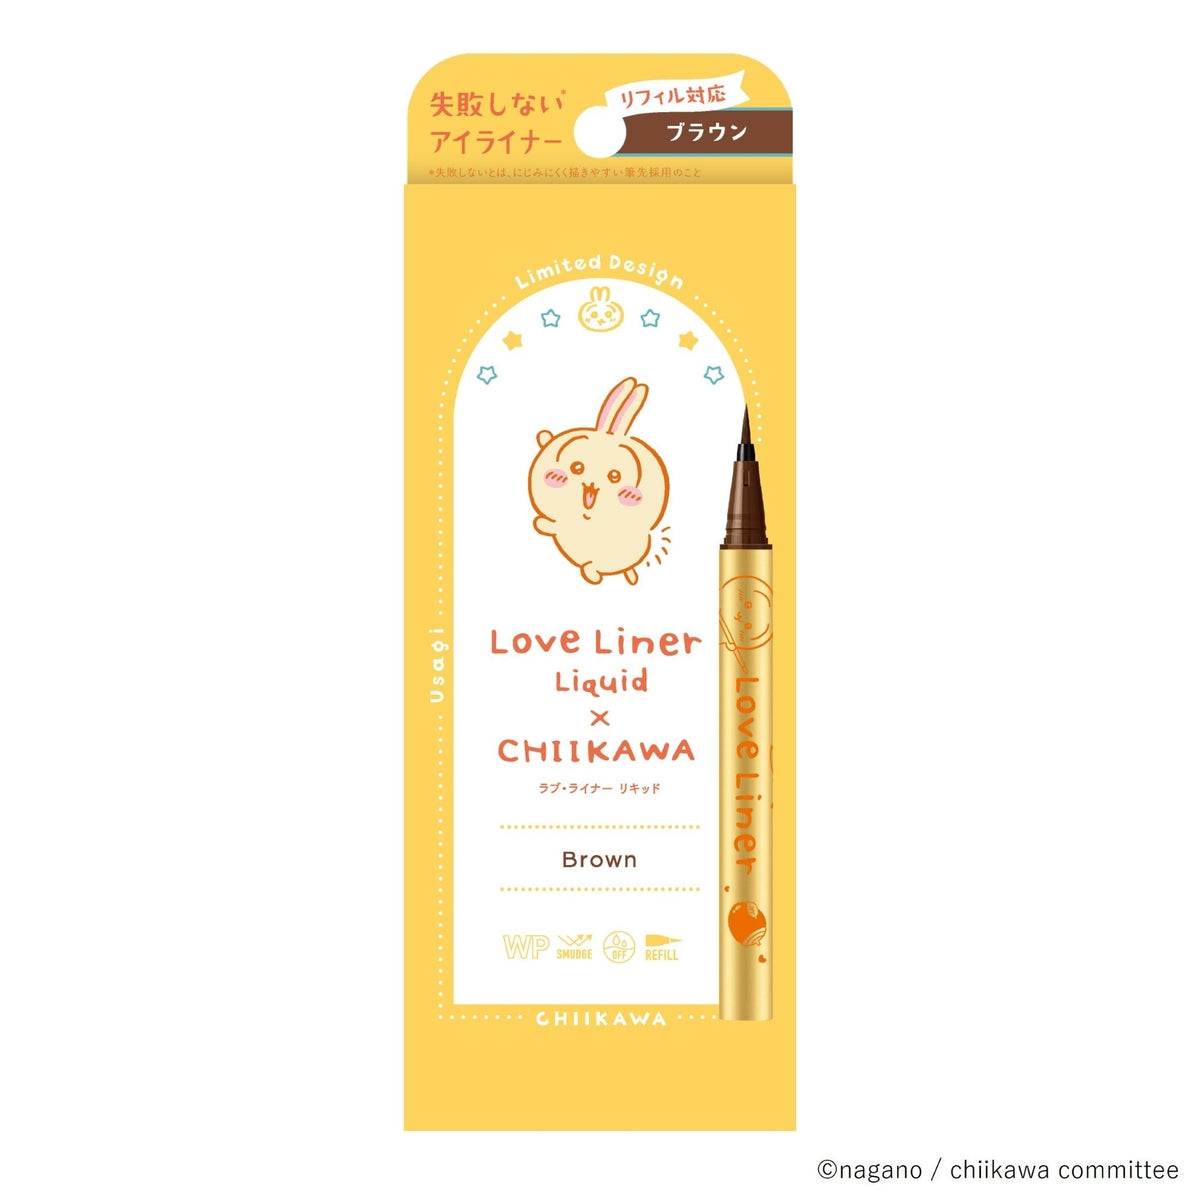 失敗しない*
アイライナー
リフィル対応
ブラウン
*失敗しないとは、にじみにくく描きやすい筆先採用のこと
Limited Design
Usagi
Love Liner
Liquid
×
CHIIKAWA
ラブ・ライナー リキッド
Brown
WP
SMUDGE
OFF
REFILL
CHIIKAWA
Love Liner
©nagano / chiikawa committee